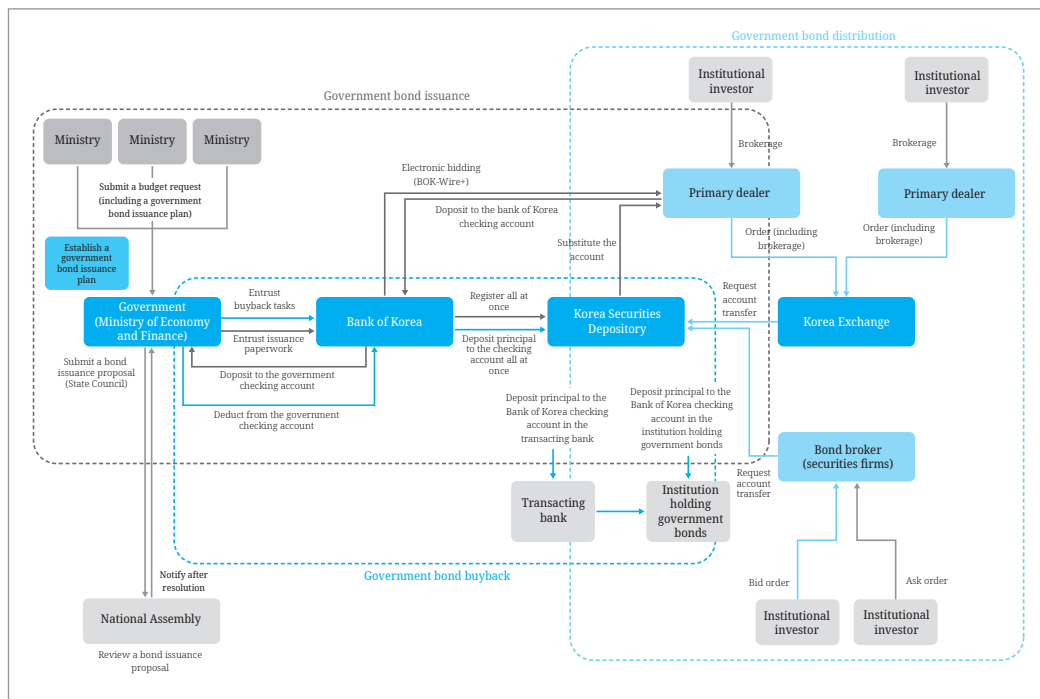 Government bond distribution
Institutional
investor
Institutional
investor
Government bond issuance
Ministry
Ministry
Ministry
Brokerage
Brokerage
Electronic bidding
(BOK-Wire+)
Submit a budget request
(including a government
bond issuance plan)
Primary dealer
Primary dealer
Doposit to the bank of Korea
checking account
Order (including
brokerage)
Order (including
brokerage)
Substitute the
account
Establish a
government
bond issuance
plan
Government
(Ministry of Economy
and Finance)
Entrust
buyback tasks
Entrust issuance
paperwork
Bank of Korea
Register all at
once
Deposit principal
to the checking
account all at
once
Korea Securities
Depository
Request
account
transfer
Korea Exchange
Submit a bond
issuance proposal
(State Council)
Doposit to the government
checking account
Deduct from the government
checking account
Deposit principal to the
Bank of Korea checking
account in the
transacting bank
Deposit principal to the
Bank of Korea checking
account in the
institution holding
government bonds
Bond broker
(securities firms)
Request
account
transfer
Transacting
bank
Institution
holding
government
bonds
Notify after
resolution
Government bond buyback
Bid order
Ask order
National Assembly
Institutional
investor
Institutional
investor
Review a bond issuance
proposal